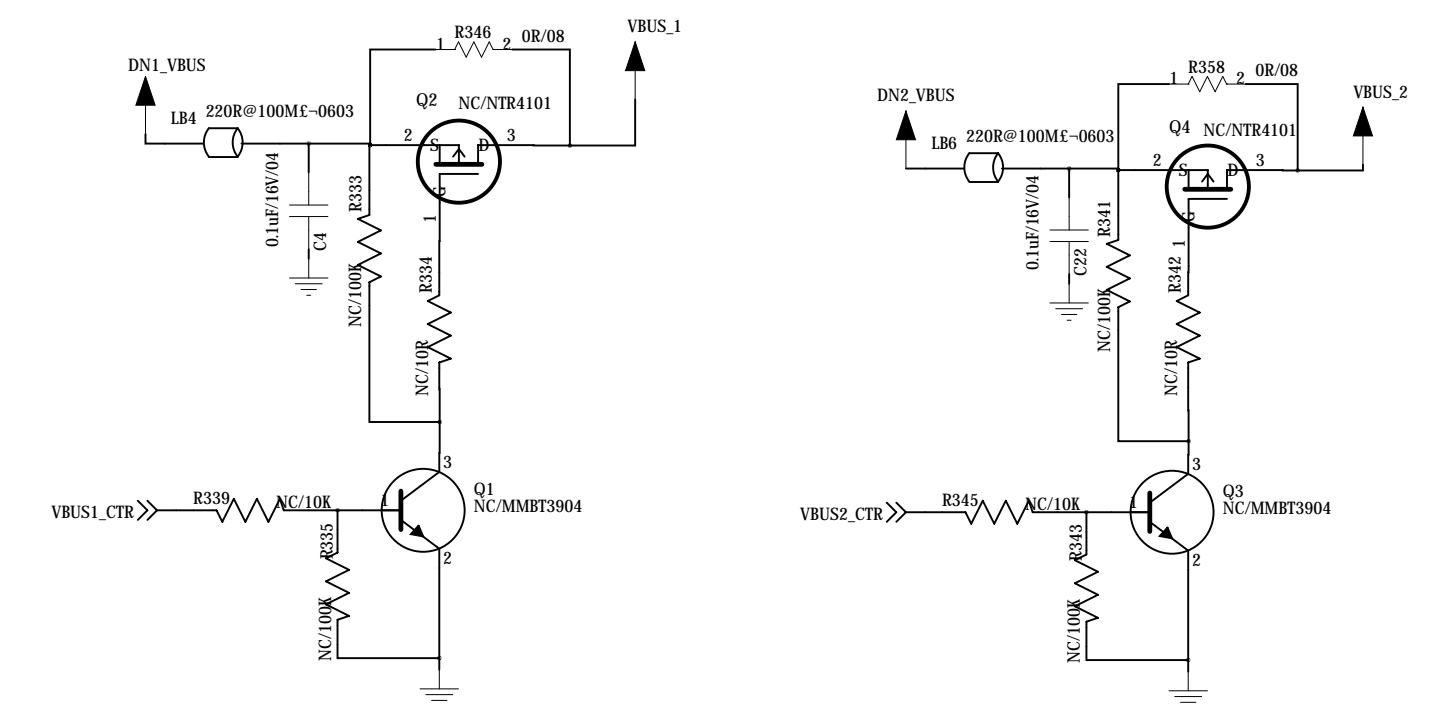 R346
1
2
0R/08
VBUS_1
DN1_VBUS
LB4
220R@100M£¬0603
Q2
NC/NTR4101
2
S
D
3
G
1
0.1uF/16V/04
C4
R333
NC/100K
R334
NC/10R
VBUS1_CTR
R339
NC/10K
1
3
Q1
NC/MMBT3904
2
R335
NC/100K
R358
1
2
0R/08
VBUS_2
DN2_VBUS
LB6
220R@100M£¬0603
Q4
NC/NTR4101
2
S
D
3
G
1
0.1uF/16V/04
C22
R341
NC/100K
R342
NC/10R
VBUS2_CTR
R345
NC/10K
1
3
Q3
NC/MMBT3904
2
R343
NC/100K